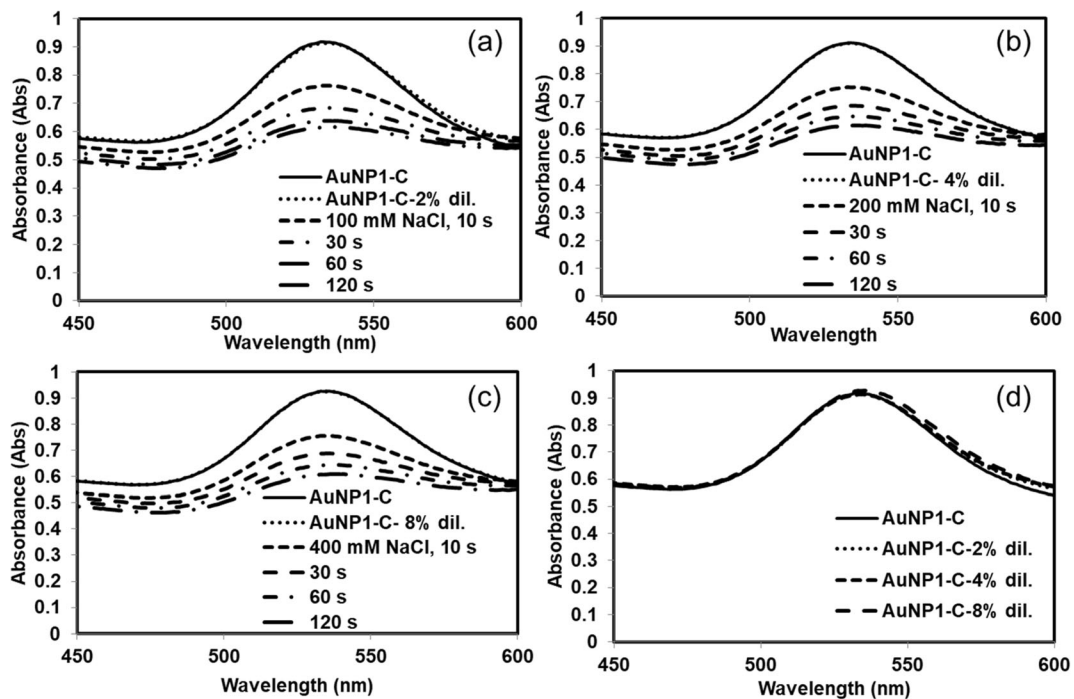 (a)
Absorbance (Abs)
1
0.9
0.8
0.7
0.6
0.5
0.4
0.3
0.2
0.1
0
AuNP1-C
AuNP1-C-2% dil.
100 mM NaCl, 10 s
30 s
60 s
120 s
450 500 550 600
Wavelength (nm)
(b)
Absorbance (Abs)
1
0.9
0.8
0.7
0.6
0.5
0.4
0.3
0.2
0.1
0
AuNP1-C
AuNP1-C- 4% dil.
200 mM NaCl, 10 s
30 s
60 s
120 s
450 500 550 600
Wavelength
(c)
Absorbance (Abs)
1
0.9
0.8
0.7
0.6
0.5
0.4
0.3
0.2
0.1
0
AuNP1-C
AuNP1-C- 8% dil.
400 mM NaCl, 10 s
30 s
60 s
120 s
450 500 550 600
Wavelength (nm)
(d)
Absorbance (Abs)
1
0.9
0.8
0.7
0.6
0.5
0.4
0.3
0.2
0.1
0
AuNP1-C
AuNP1-C-2% dil.
AuNP1-C-4% dil.
AuNP1-C-8% dil.
450 500 550 600
Wavelength (nm)